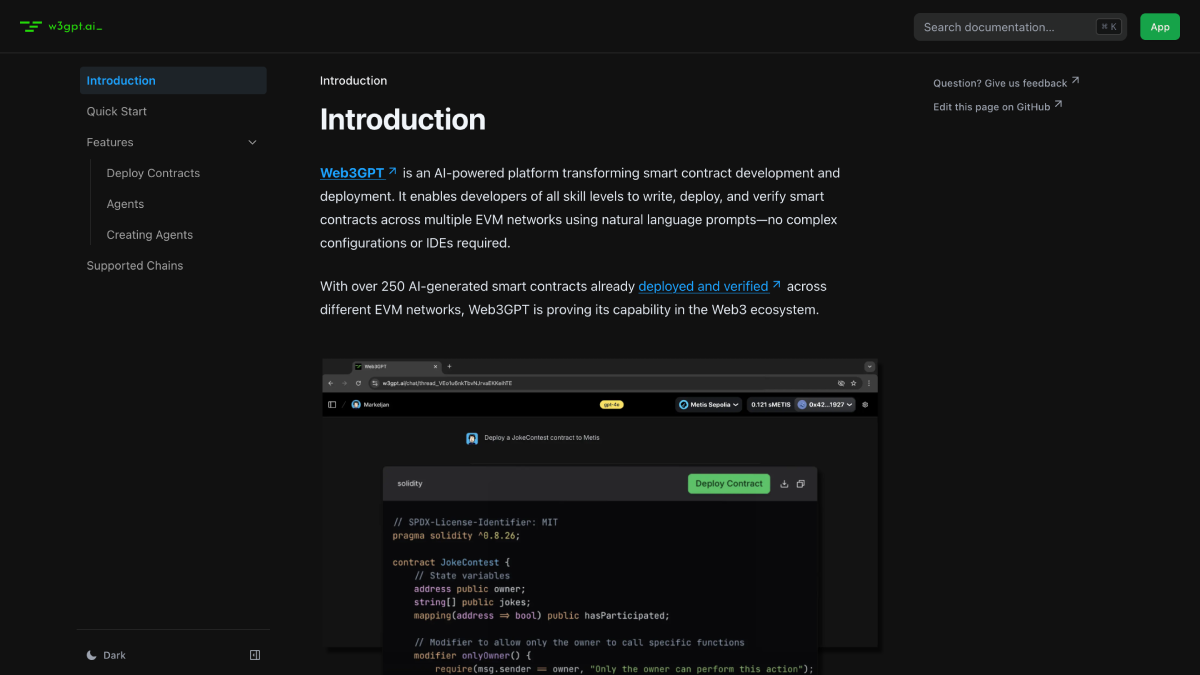 w3gpt.ai_
Search documentation...
⌘ K
App
Introduction
Quick Start
Features
Deploy Contracts
Agents
Creating Agents
Supported Chains
Dark
Introduction
Introduction
Web3GPT is an AI-powered platform transforming smart contract development and
deployment. It enables developers of all skill levels to write, deploy, and verify smart
contracts across multiple EVM networks using natural language prompts—no complex
configurations or IDEs required.
With over 250 AI-generated smart contracts already deployed and verified across
different EVM networks, Web3GPT is proving its capability in the Web3 ecosystem.
Web3GPT
Markeljan
gpt-4o
Metis Sepolia
0.121 sMETIS
0x42...1927
Deploy a JokeContest contract to Metis
solidity
Deploy Contract
// SPDX-License-Identifier: MIT
pragma solidity ^0.8.26;
contract JokeContest {
// State variables
address public owner;
string[] public jokes;
mapping(address => bool) public hasParticipated;
// Modifier to allow only the owner to call specific functions
modifier onlyOwner() {
require(msg.sender == owner, "Only the owner can perform this action");
Question? Give us feedback
Edit this page on GitHub